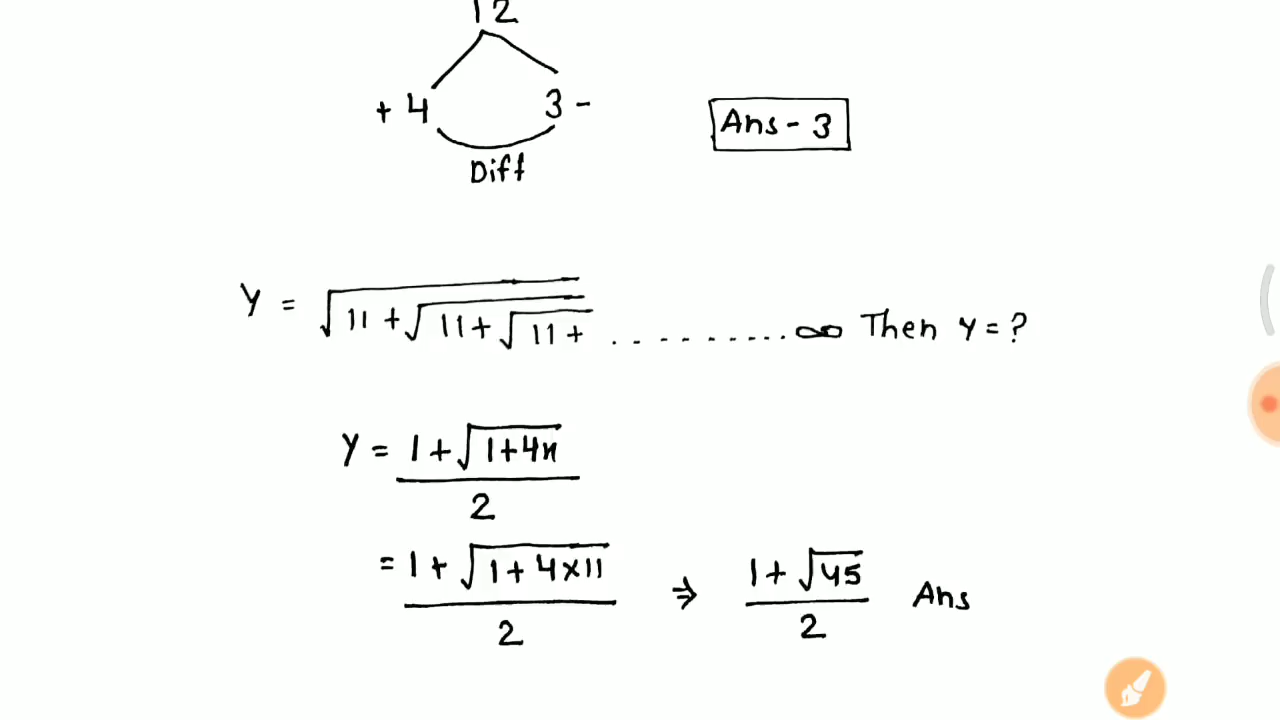 12
+ 4 3 -
Diff
Ans - 3
Y = √11 + √11 + √11 + .......... ∞ Then y = ?
Y = 1 + √1+4n
2
= 1 + √1 + 4×11
2
⇒ 1 + √45 Ans
2